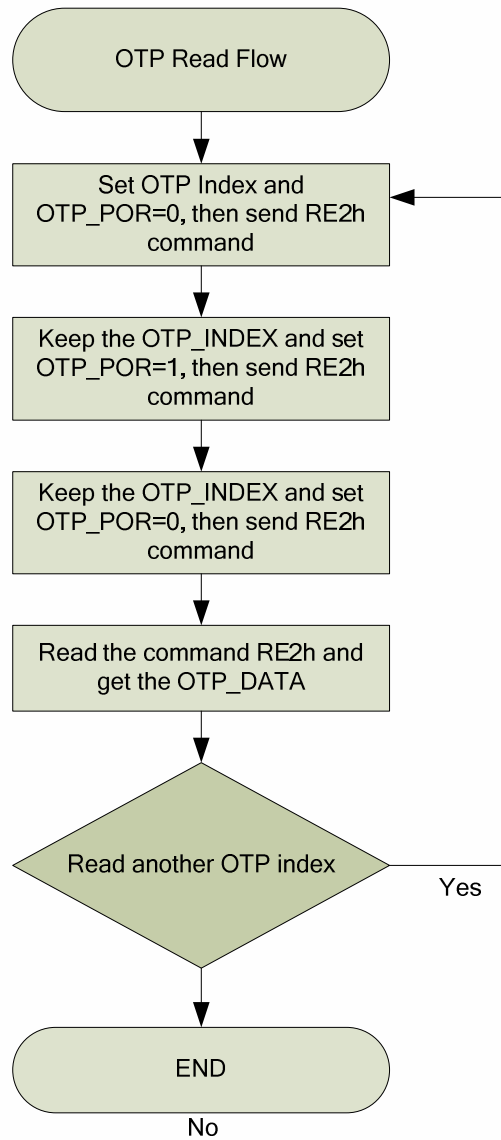 OTP Read Flow
Set OTP Index and
OTP_POR=0, then send RE2h
command
Keep the OTP_INDEX and set
OTP_POR=1, then send RE2h
command
Keep the OTP_INDEX and set
OTP_POR=0, then send RE2h
command
Read the command RE2h and
get the OTP_DATA
Read another OTP index
Yes
END
No